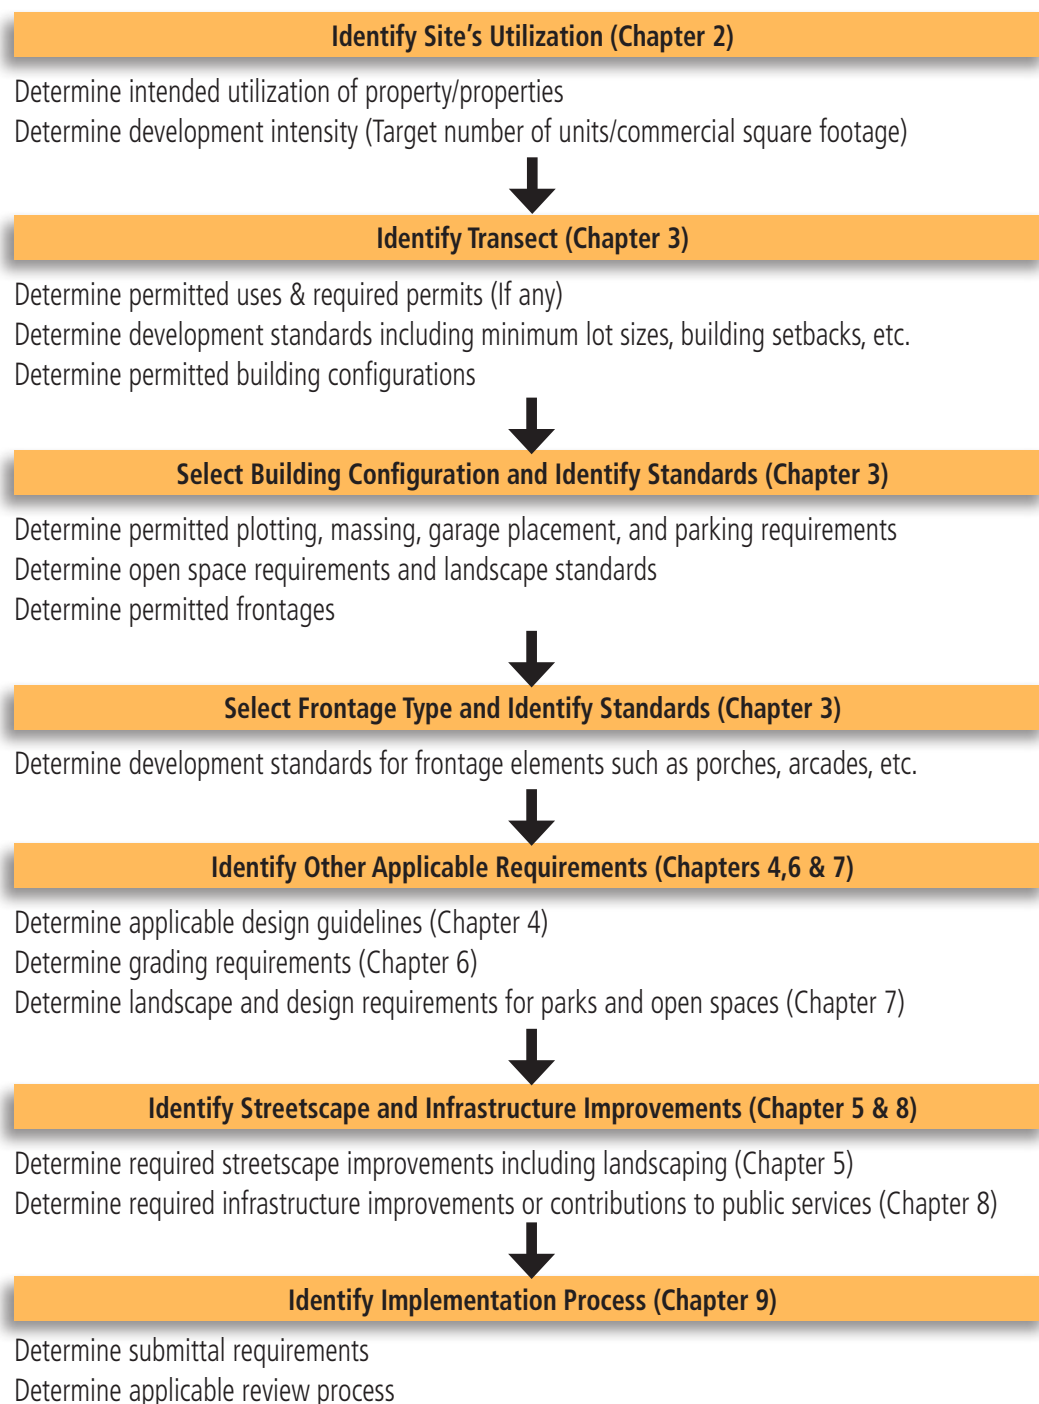 Identify Site's Utilization (Chapter 2)
Determine intended utilization of property/properties
Determine development intensity (Target number of units/commercial square footage)
Identify Transect (Chapter 3)
Determine permitted uses & required permits (If any)
Determine development standards including minimum lot sizes, building setbacks, etc.
Determine permitted building configurations
Select Building Configuration and Identify Standards (Chapter 3)
Determine permitted plotting, massing, garage placement, and parking requirements
Determine open space requirements and landscape standards
Determine permitted frontages
Select Frontage Type and Identify Standards (Chapter 3)
Determine development standards for frontage elements such as porches, arcades, etc.
Identify Other Applicable Requirements (Chapters 4,6 & 7)
Determine applicable design guidelines (Chapter 4)
Determine grading requirements (Chapter 6)
Determine landscape and design requirements for parks and open spaces (Chapter 7)
Identify Streetscape and Infrastructure Improvements (Chapter 5 & 8)
Determine required streetscape improvements including landscaping (Chapter 5)
Determine required infrastructure improvements or contributions to public services (Chapter 8)
Identify Implementation Process (Chapter 9)
Determine submittal requirements
Determine applicable review process